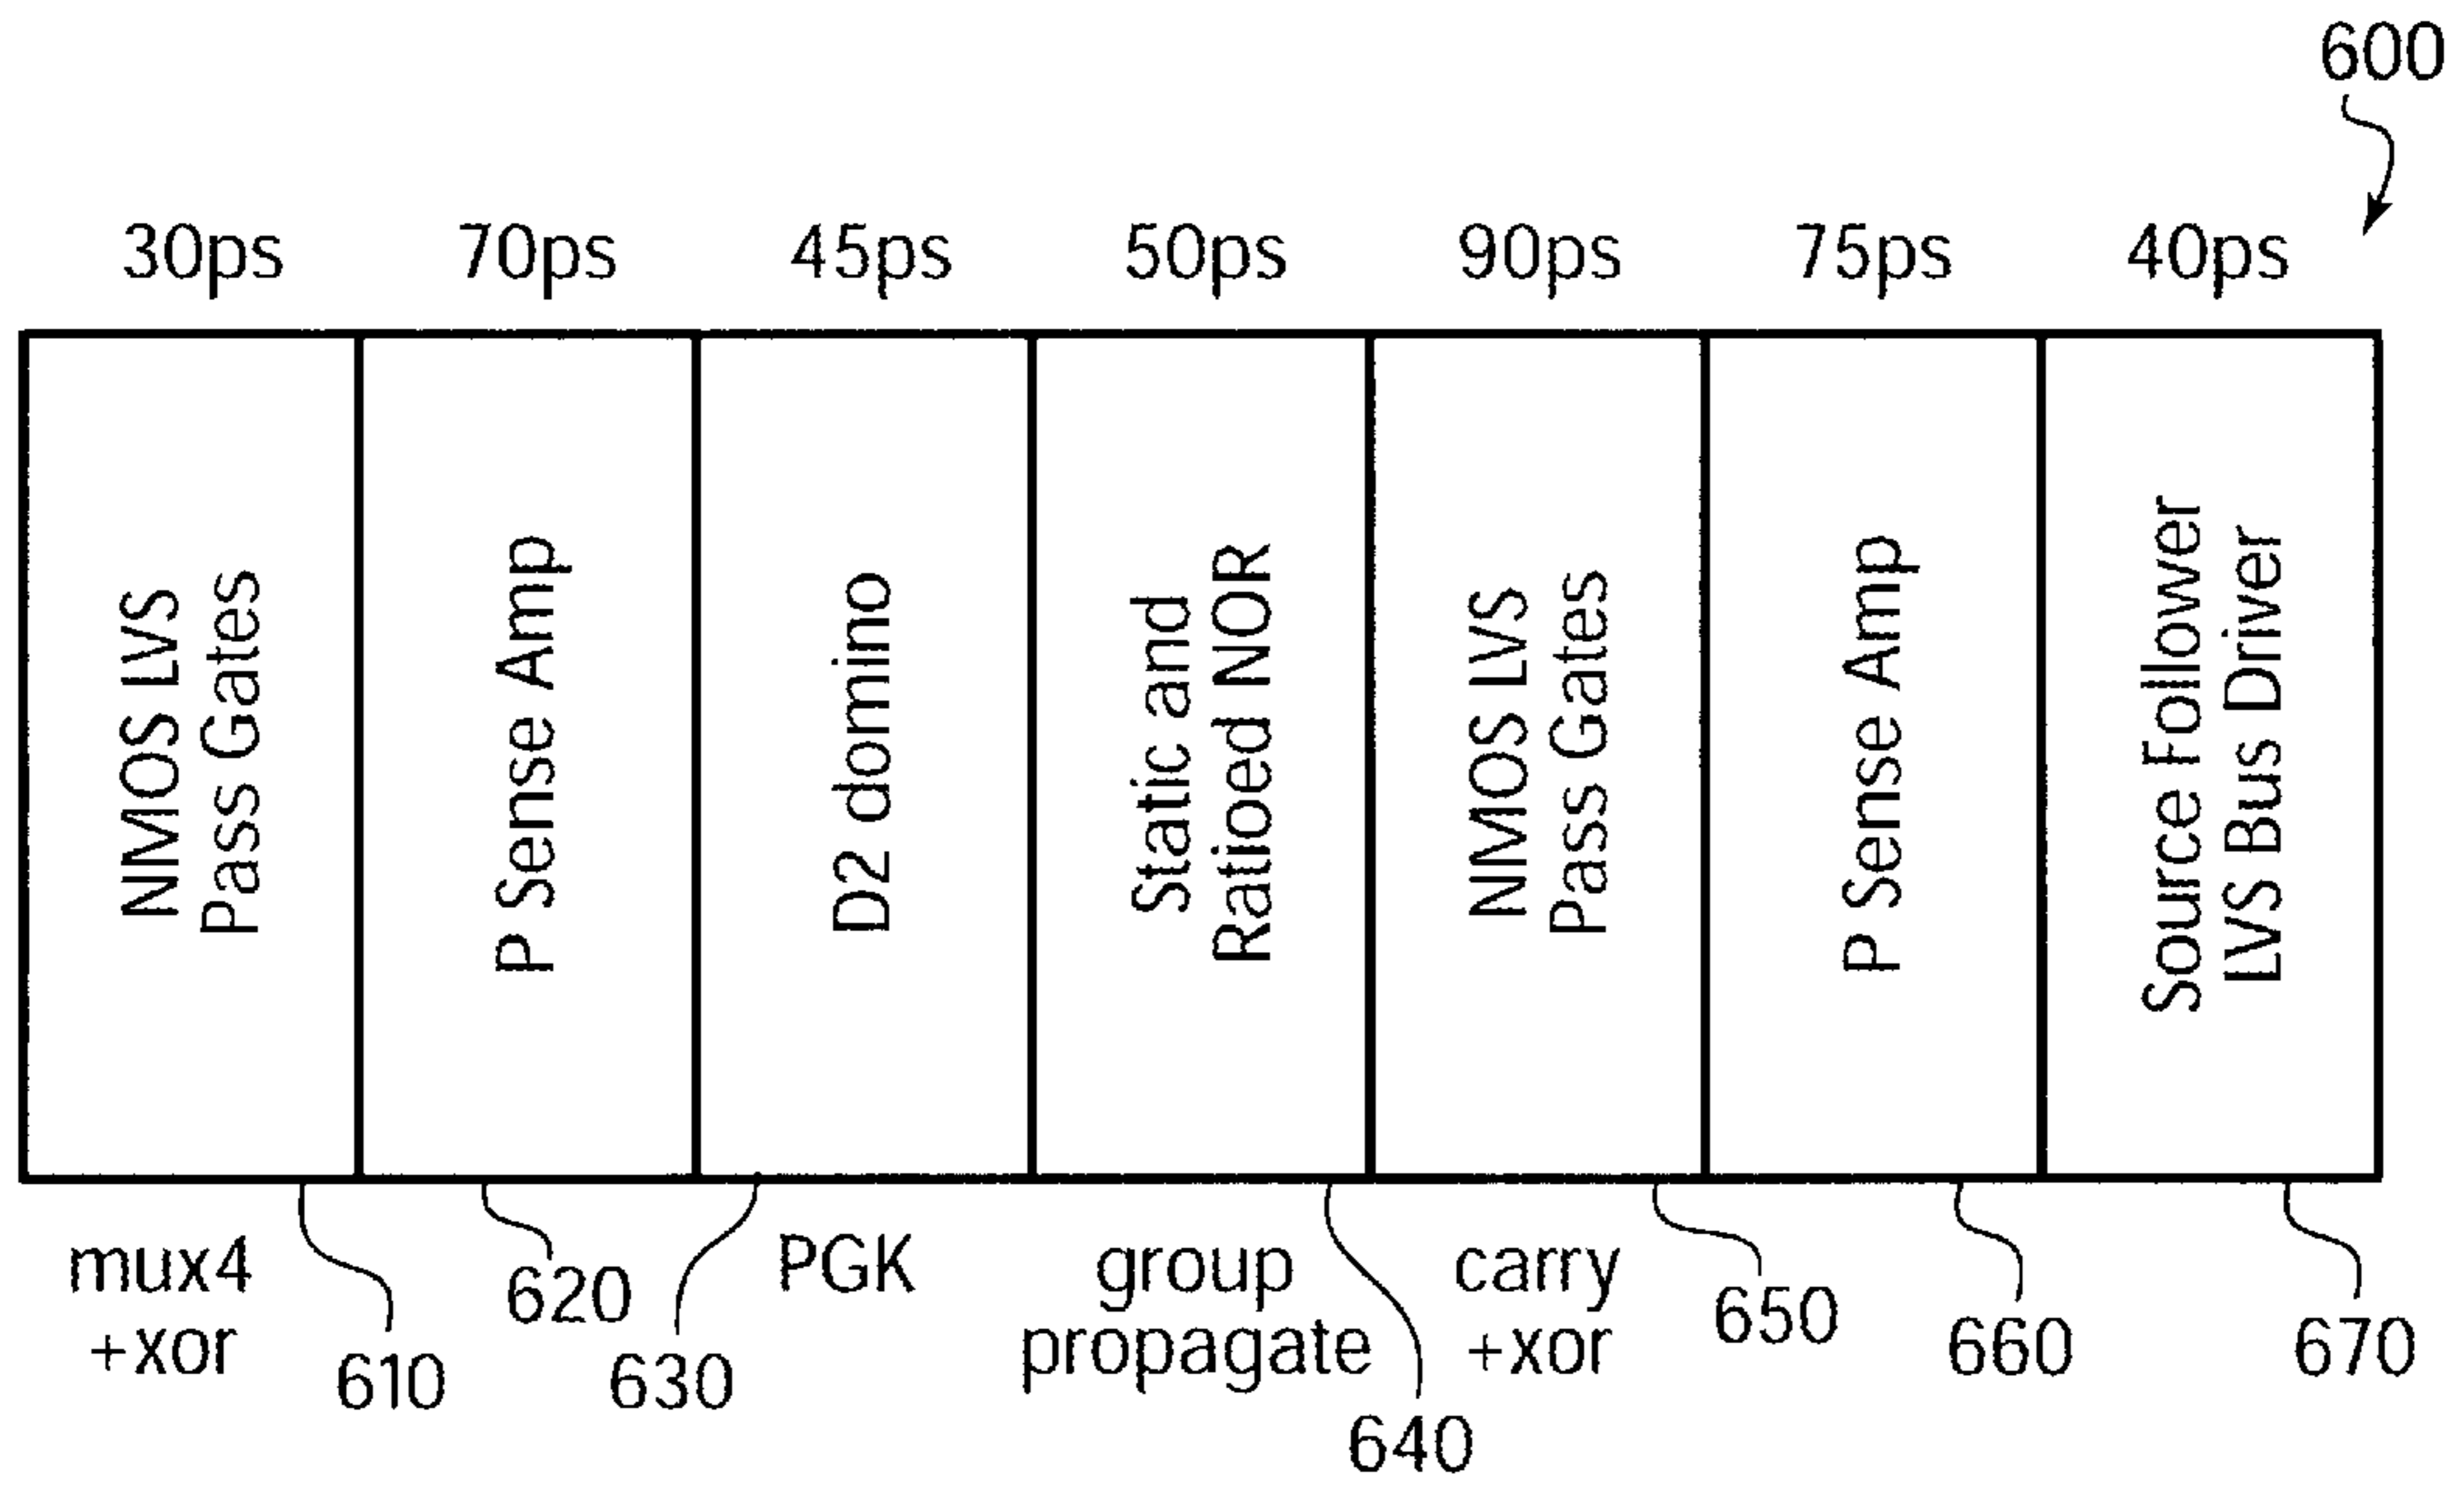 600
30ps 70ps 45ps 50ps 90ps 75ps 40ps
NMOS LVS
Pass Gates
P Sense Amp
D2 domino
Static and
Ratioed NOR
NMOS LVS
Pass Gates
P Sense Amp
Source Follower
LVS Bus Driver
mux4
+xor
610
620
630
PGK
group
propagate
640
carry
+xor
650
660
670